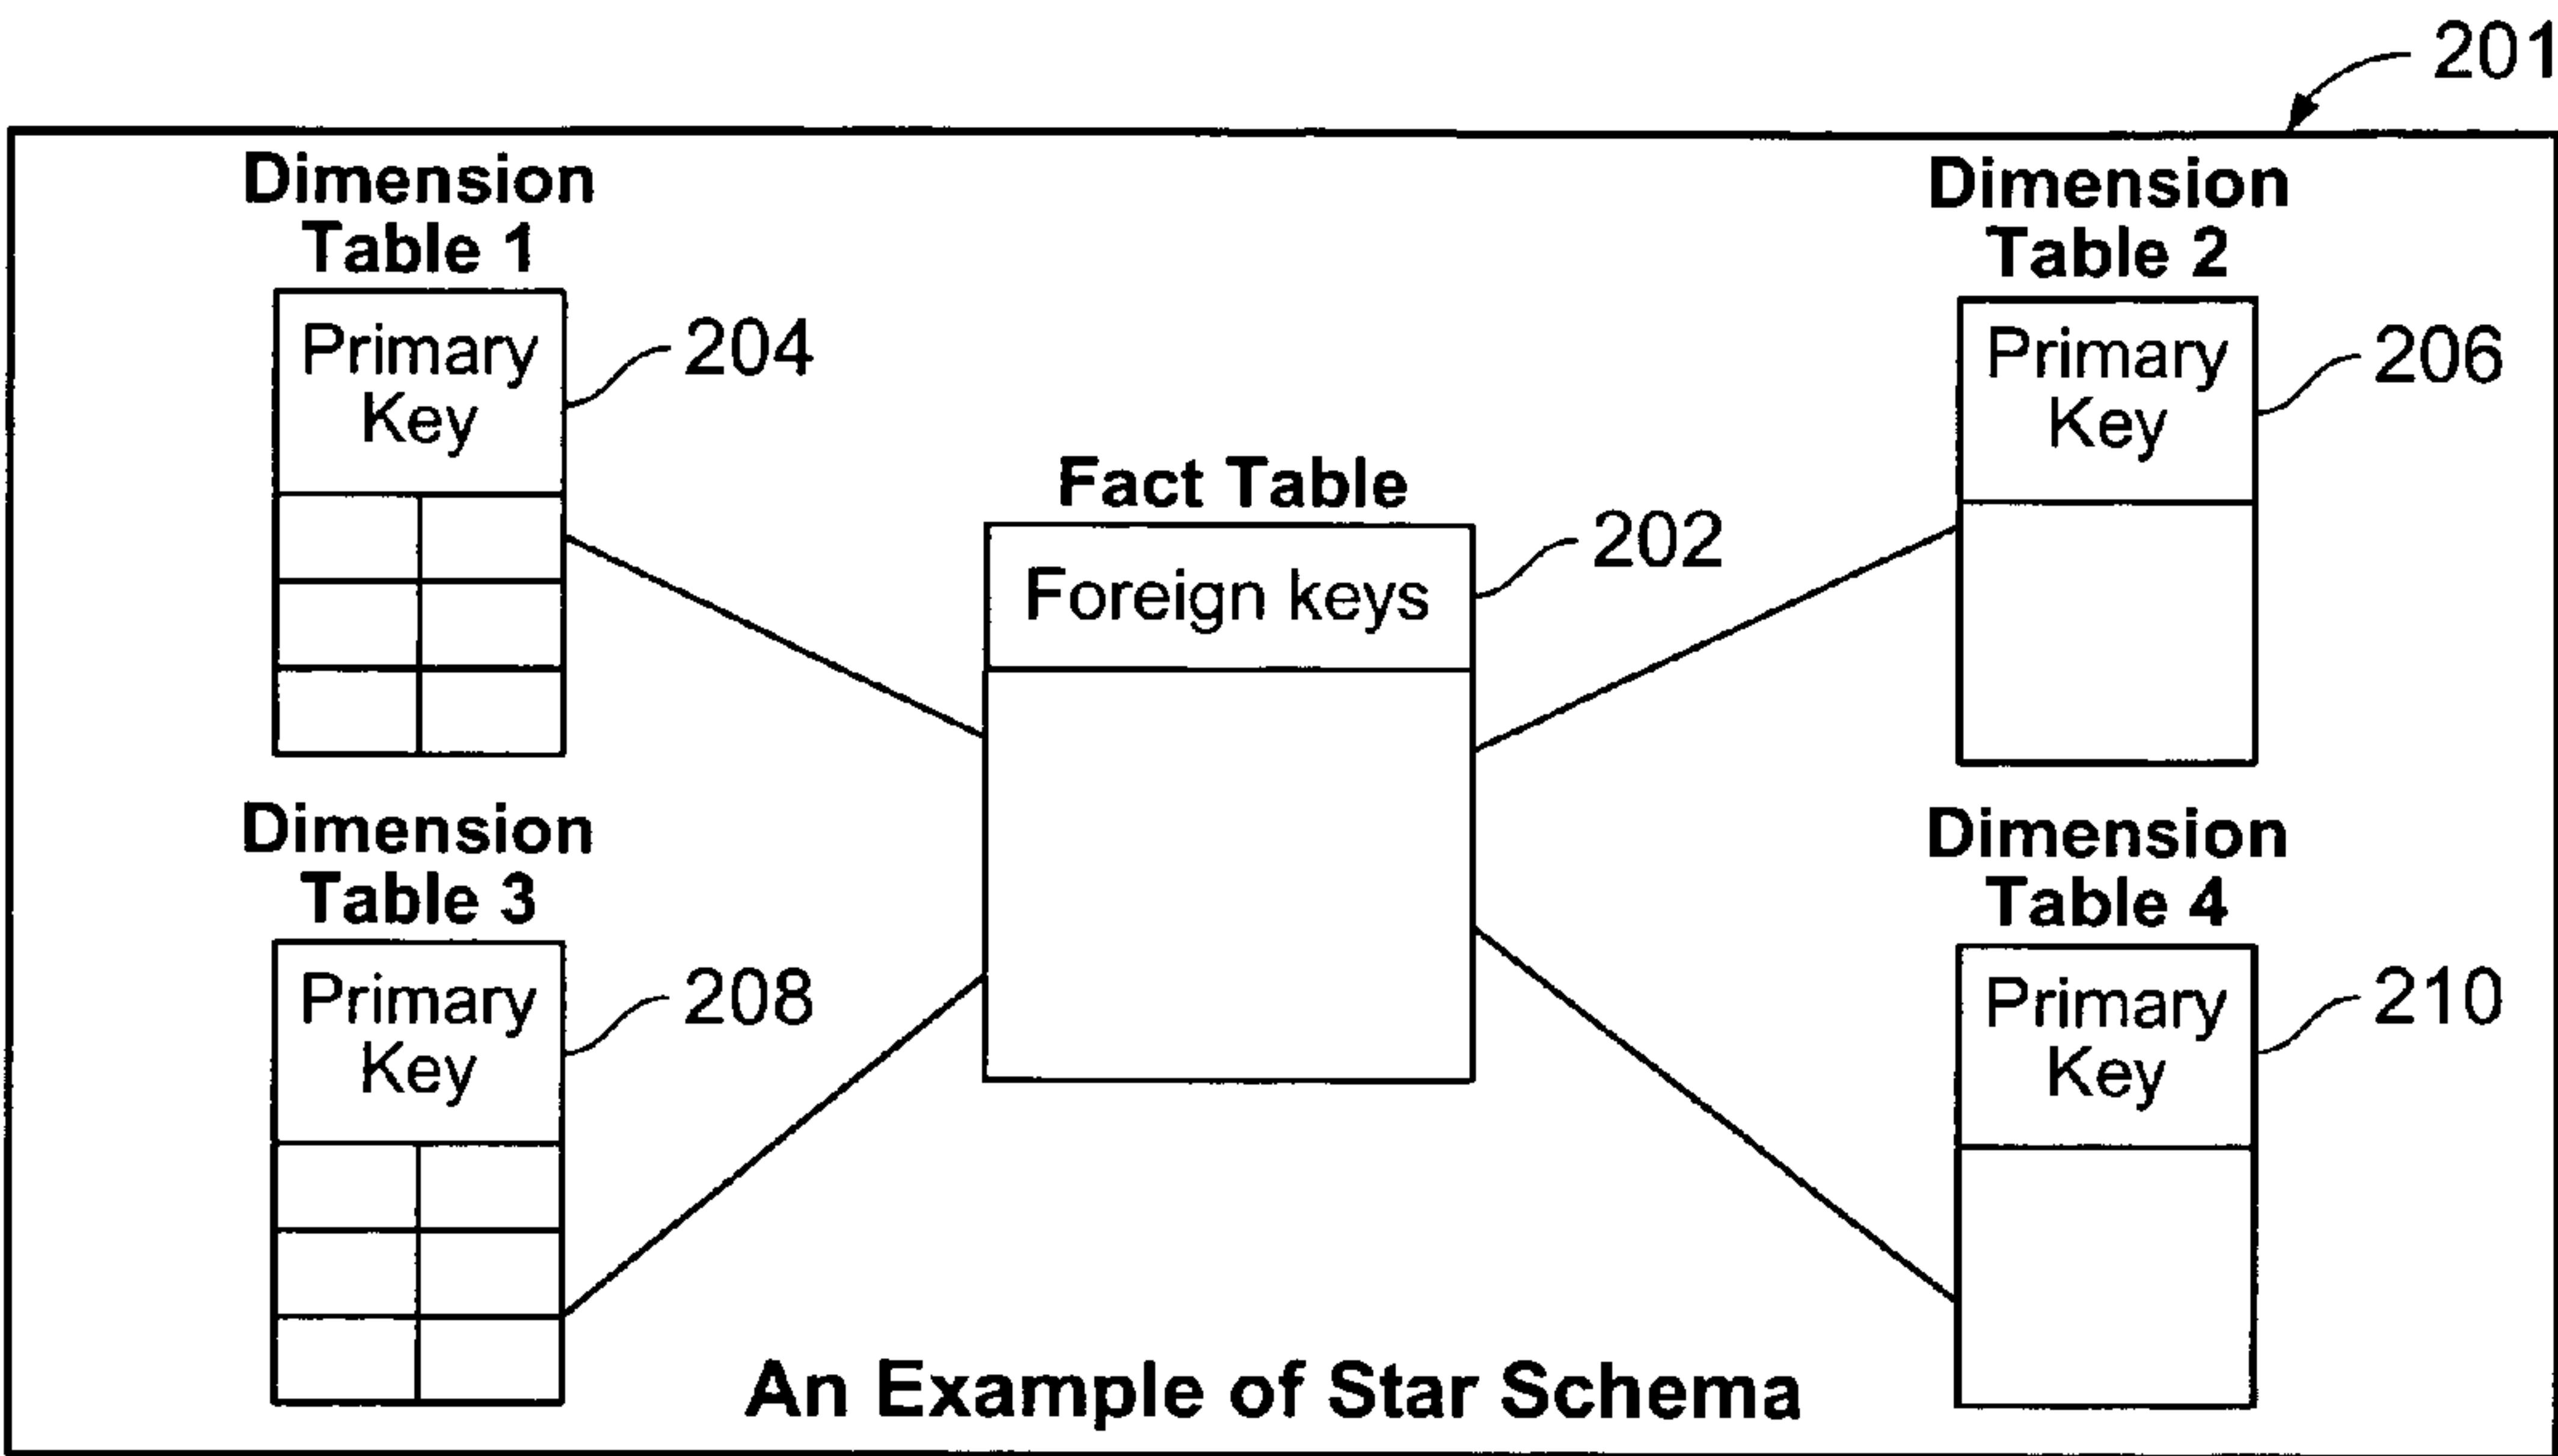 201
Dimension
Table 1
Primary
Key
204
Dimension
Table 2
Primary
Key
206
Fact Table
Foreign keys
202
Dimension
Table 3
Primary
Key
208
Dimension
Table 4
Primary
Key
210
An Example of Star Schema